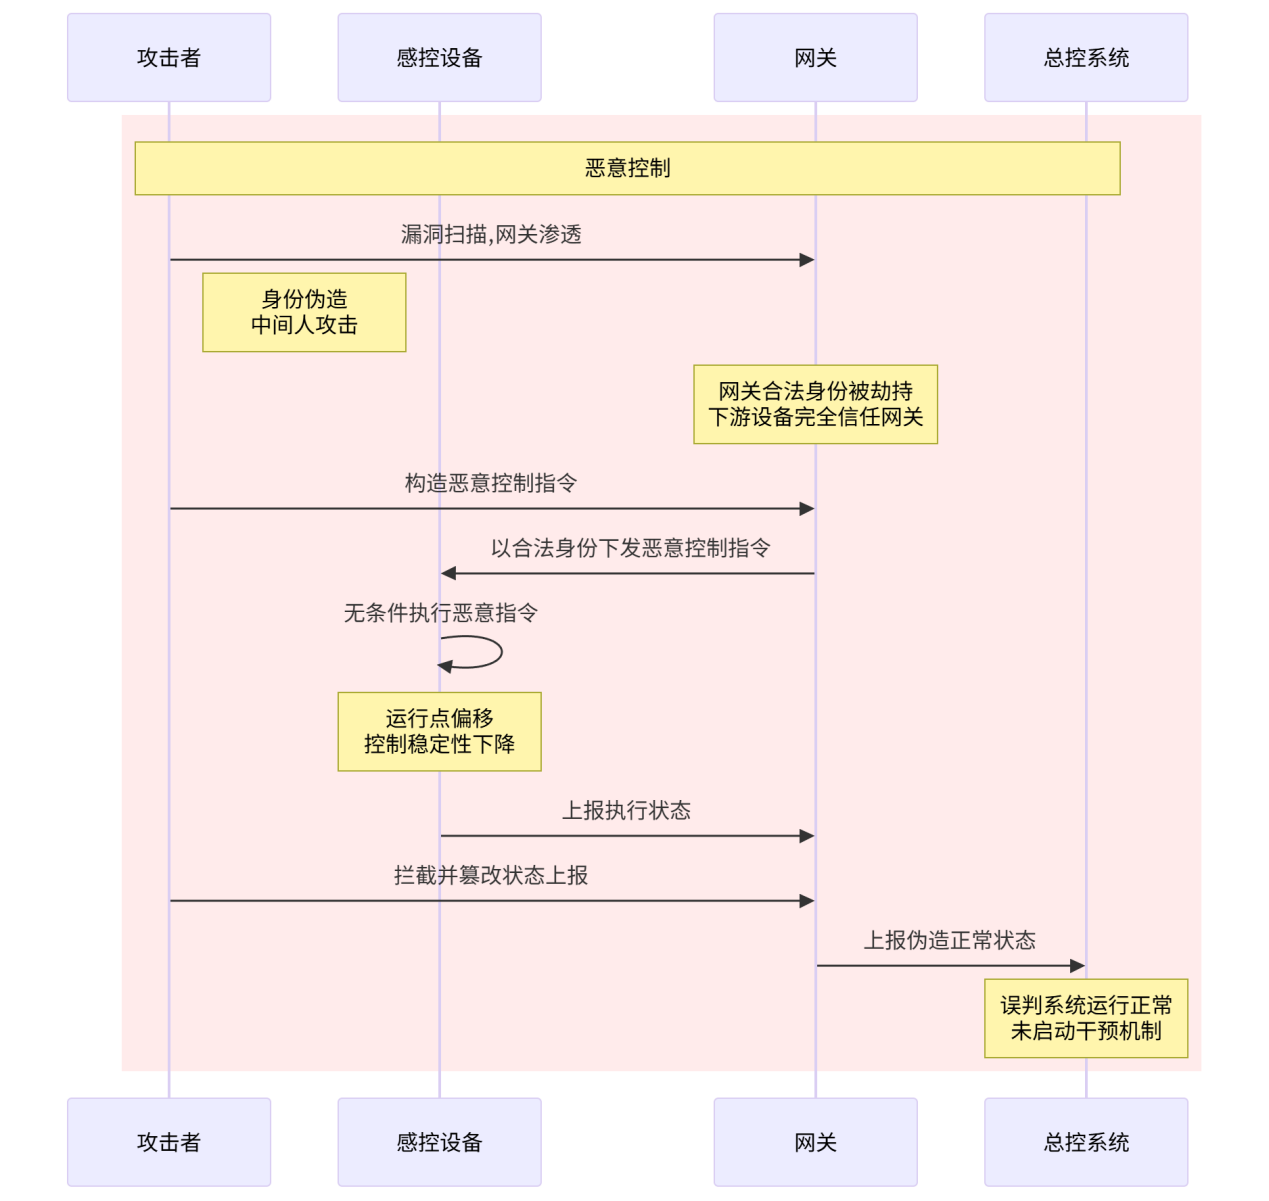 攻击者
感控设备
网关
总控系统
恶意控制
漏洞扫描,网关渗透
身份伪造
中间人攻击
网关合法身份被劫持
下游设备完全信任网关
构造恶意控制指令
以合法身份下发恶意控制指令
无条件执行恶意指令
运行点偏移
控制稳定性下降
上报执行状态
拦截并篡改状态上报
上报伪造正常状态
误判系统运行正常
未启动干预机制
攻击者
感控设备
网关
总控系统